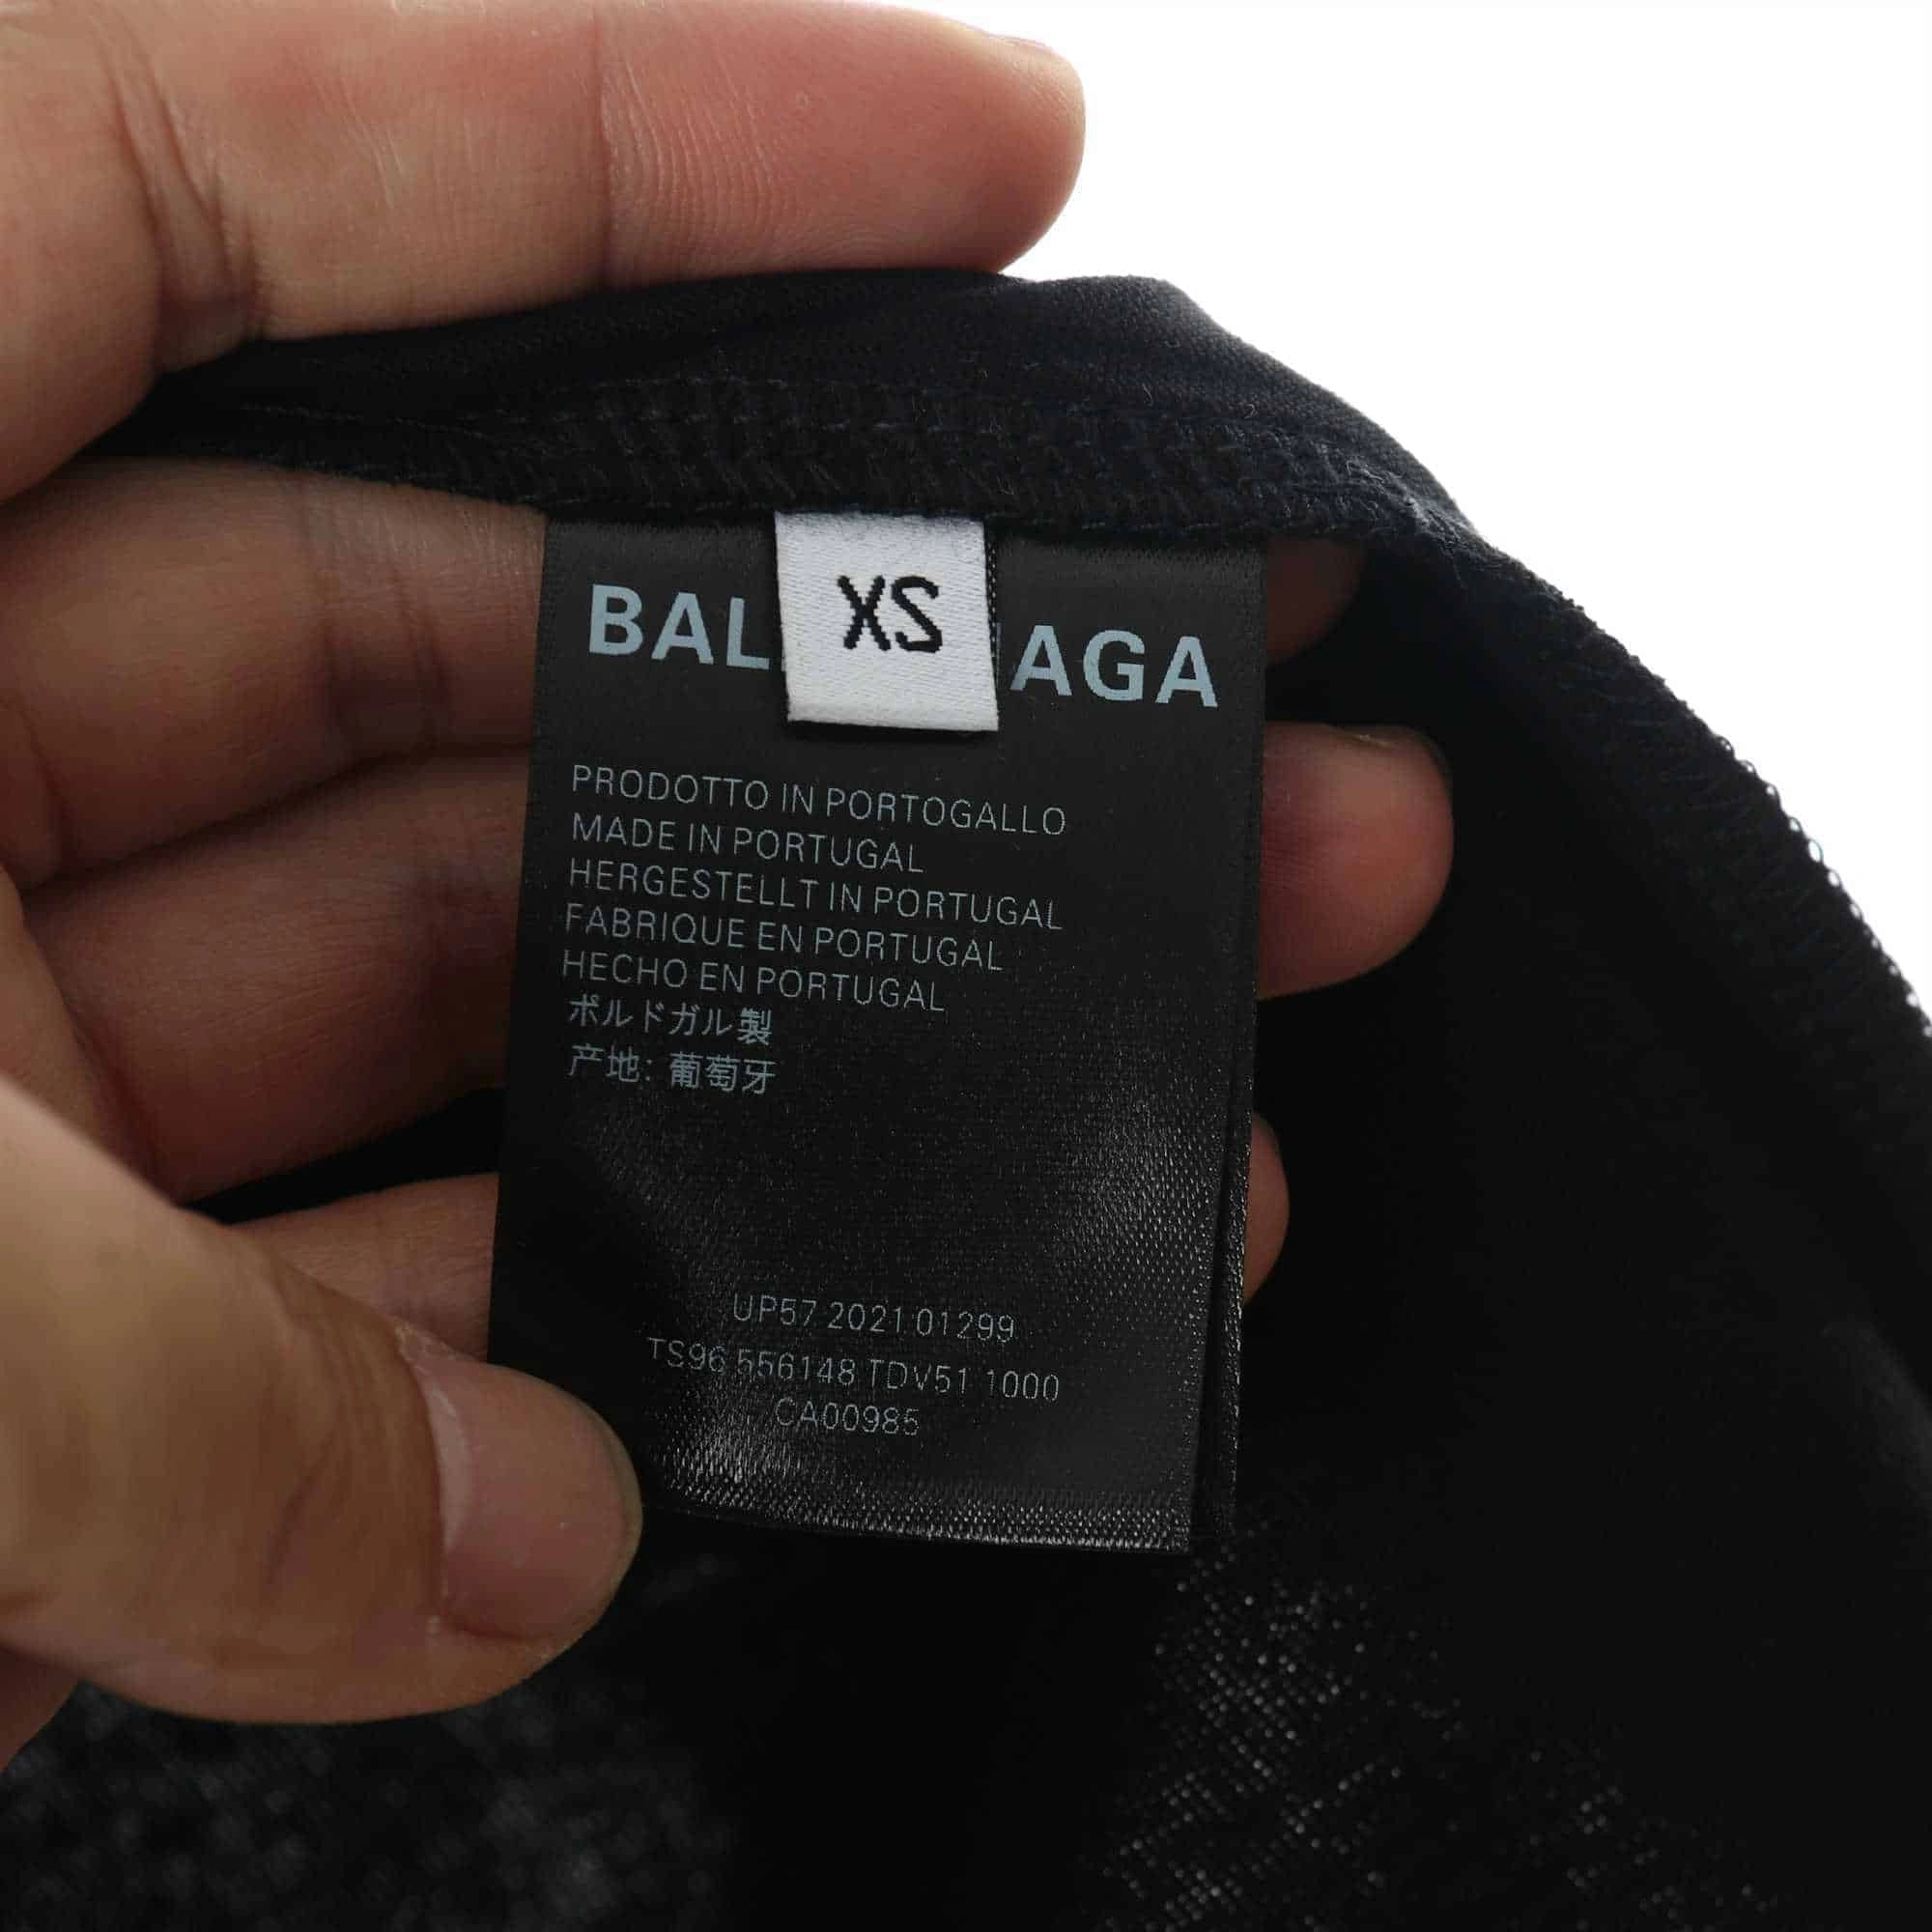 BAL XS AGA
PRODOTTO IN PORTOGALLO
MADE IN PORTUGAL
HERGESTELLT IN PORTUGAL
FABRIQUE EN PORTUGAL
HECHO EN PORTUGAL
ポルドガル製
产地: 葡萄牙
UP57 2021 01299
TS96 556148 TDV51 1000
CA00985